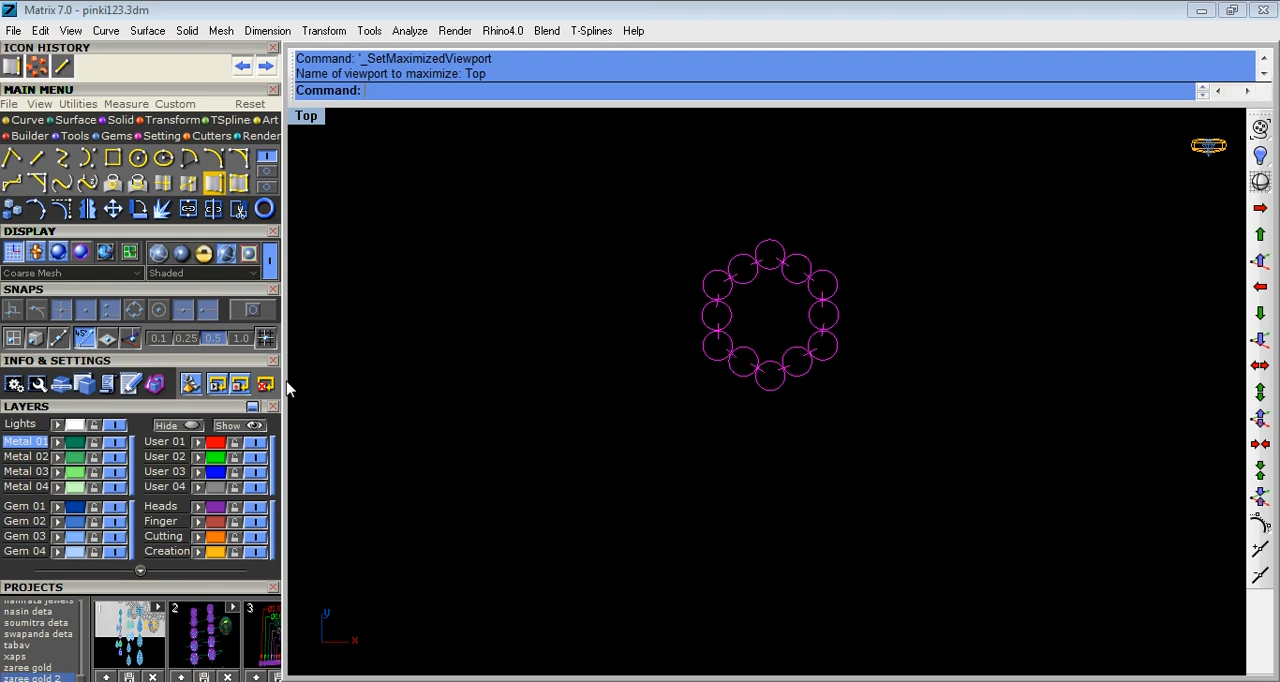 Matrix 7.0 - pinki123.3dm
File Edit View Curve Surface Solid Mesh Dimension Transform Tools Analyze Render Rhino4.0 Blend T-Splines Help
ICON HISTORY
Command: '_SetMaximizedViewport
Name of viewport to maximize: Top
Command:
MAIN MENU
File View Utilities Measure Custom Reset
Curve Surface Solid Transform TSpline Art
Builder Tools Gems Setting Cutters Render
Top
DISPLAY
Coarse Mesh Shaded
SNAPS
45° 0.1 0.25 0.5 1.0
INFO & SETTINGS
LAYERS
Lights Hide Show
Metal 01 User 01
Metal 02 User 02
Metal 03 User 03
Metal 04 User 04
Gem 01 Heads
Gem 02 Finger
Gem 03 Cutting
Gem 04 Creation
PROJECTS
namrata jewels
nasin deta
soumitra deta
swapanda deta
tabav
xaps
zaree gold
zaree gold 2
1 2 3
y
x